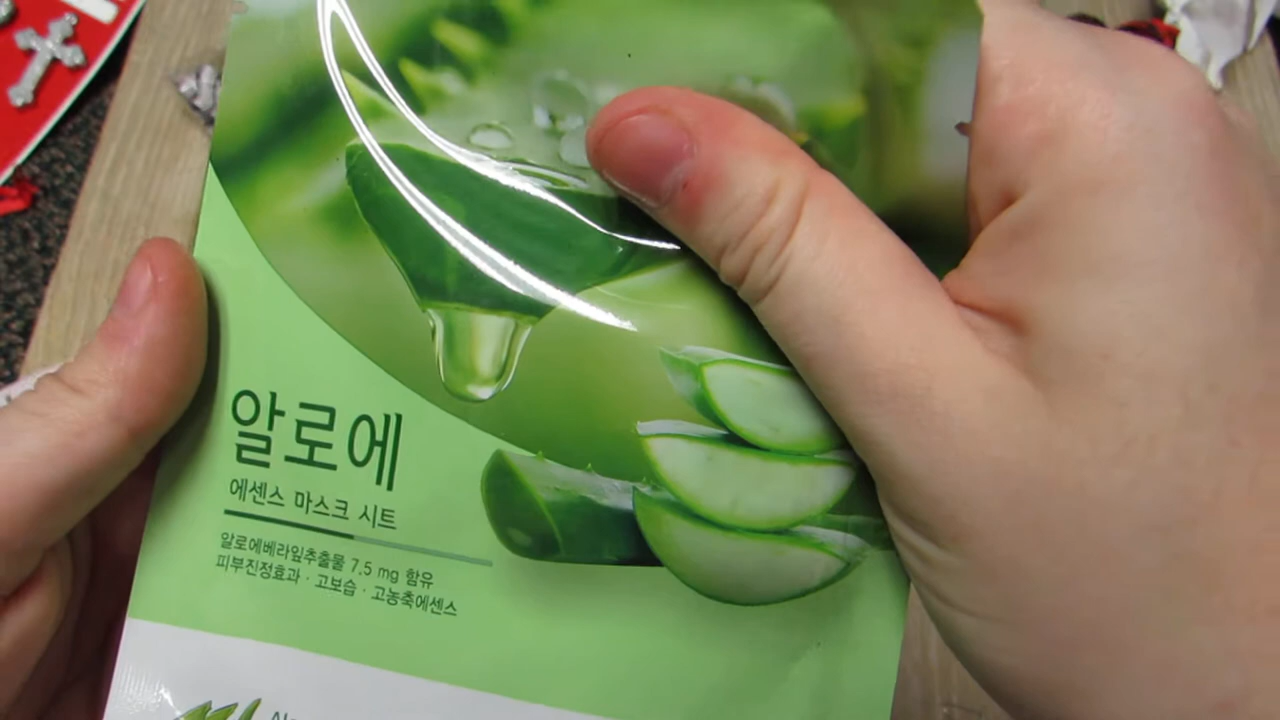 알로에
에센스 마스크 시트
알로에베라잎추출물 7.5 mg 함유
피부진정효과 · 고보습 · 고농축에센스